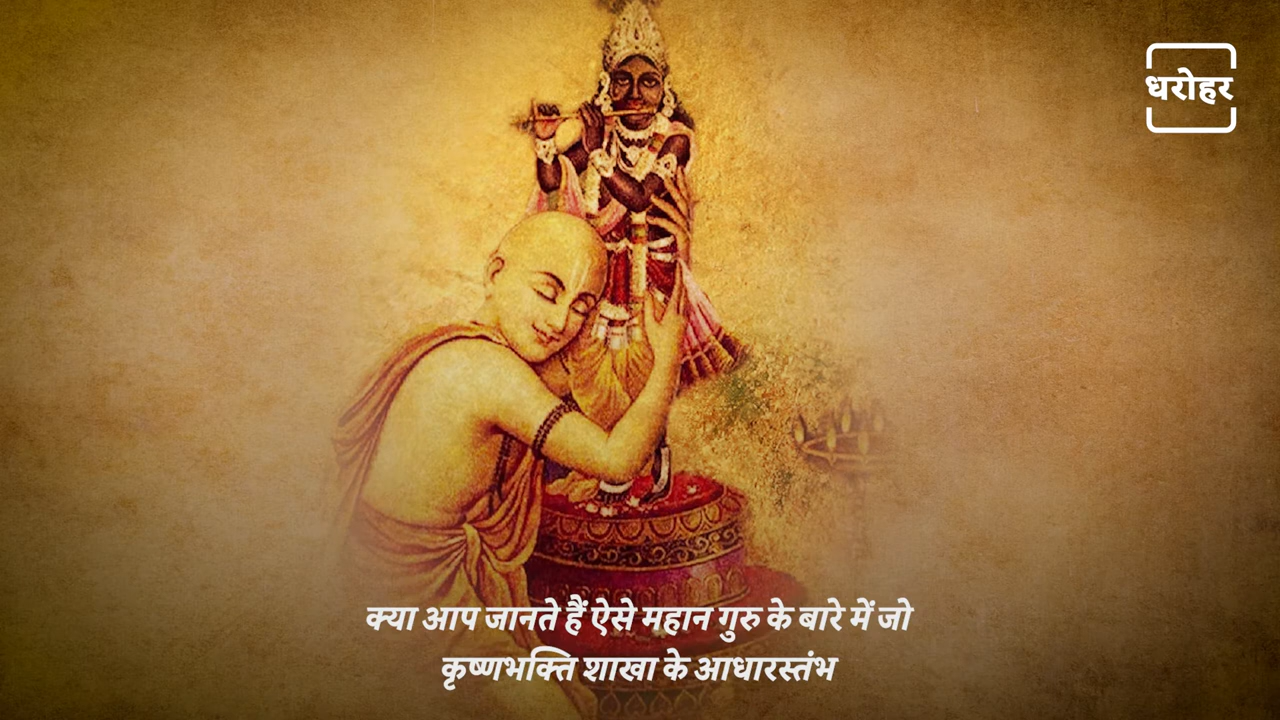 धरोहर
क्या आप जानते हैं ऐसे महान गुरु के बारे में जो
कृष्णभक्ति शाखा के आधारस्तंभ